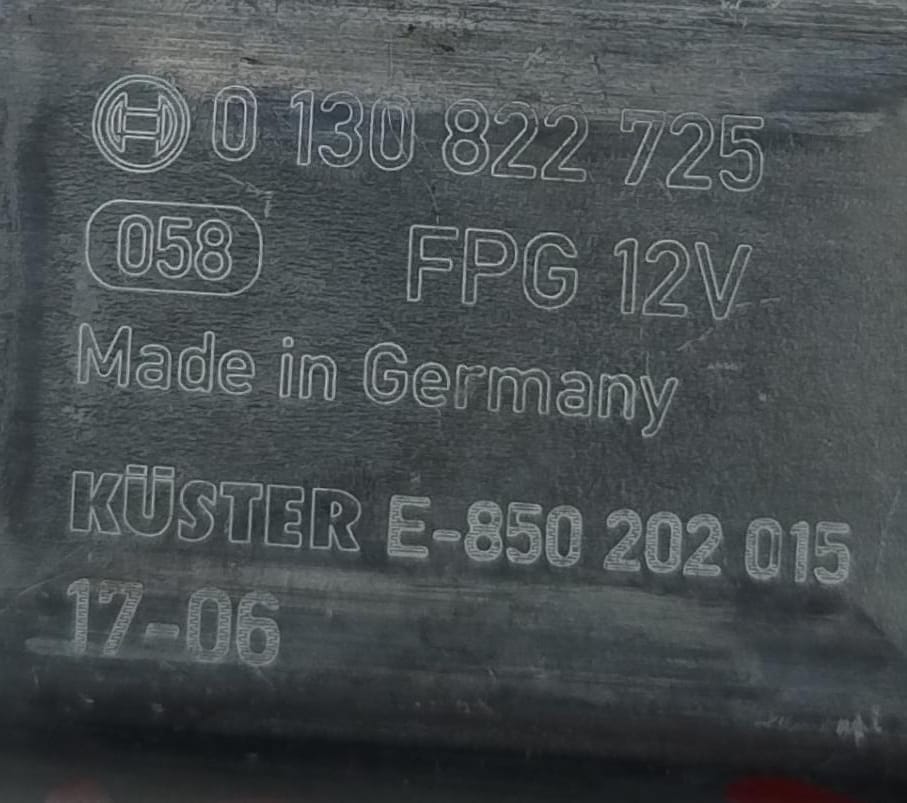 0 130 822 725
058 FPG 12V
Made in Germany
KÜSTER E-850 202 015
17-06